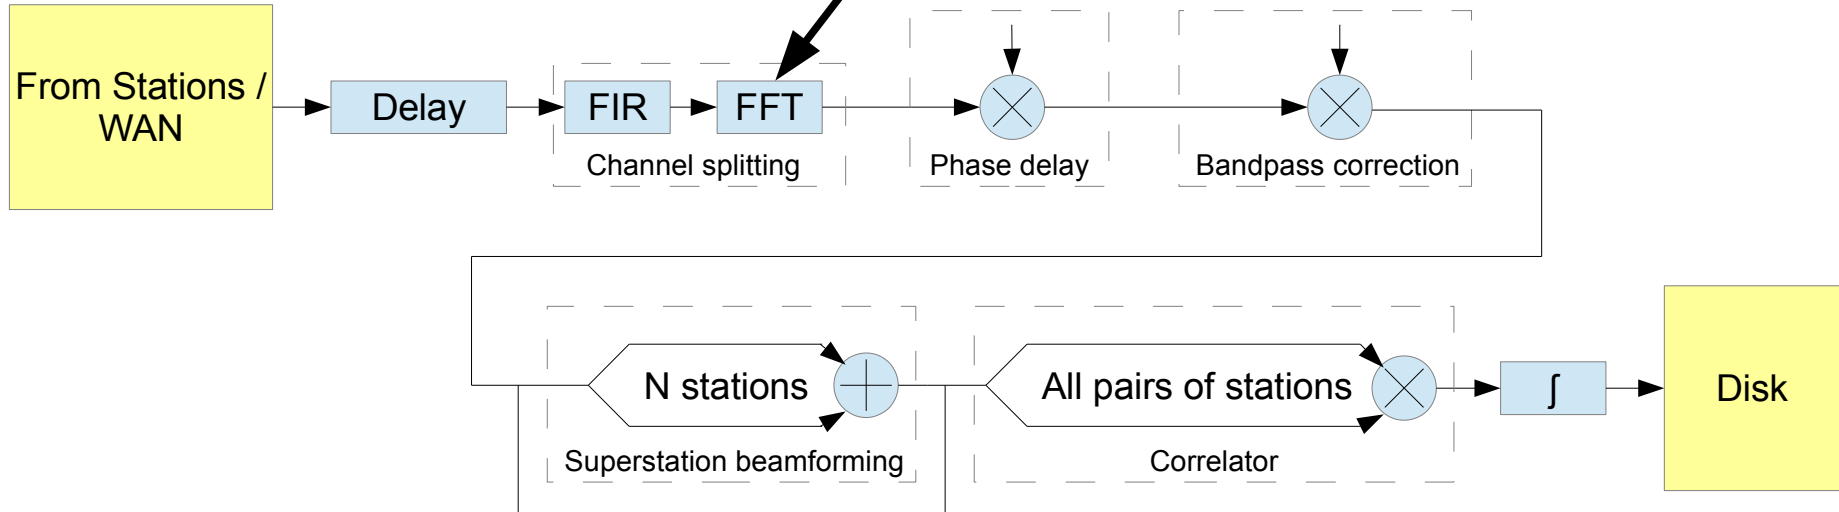 From Stations /
WAN
Delay
FIR
FFT
Channel splitting
Phase delay
Bandpass correction
N stations
Superstation beamforming
All pairs of stations
Correlator
∫
Disk